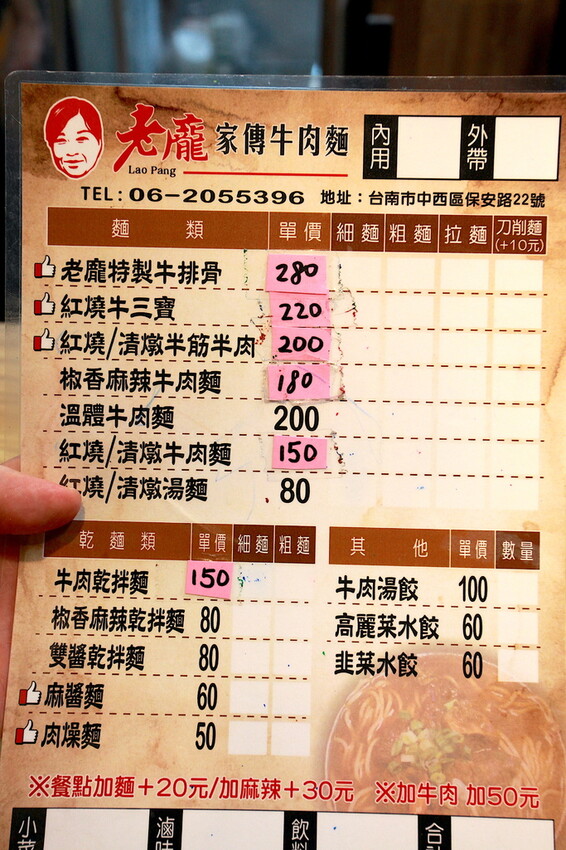 老龐 家傳牛肉麵 內用 外帶
Lao Pang
TEL:06-2055396 地址:台南市中西區保安路22號
麵類 單價 細麵 粗麵 拉麵 刀削麵(+10元)
老龐特製牛排骨 280
紅燒牛三寶 220
紅燒/清燉半筋半肉 200
椒香麻辣牛肉麵 180
溫體牛肉麵 200
紅燒/清燉牛肉麵 150
紅燒/清燉湯麵 80
乾麵類 單價 細麵 粗麵
牛肉乾拌麵 150
椒香麻辣乾拌麵 80
雙醬乾拌麵 80
麻醬麵 60
肉燥麵 50
其他 單價 數量
牛肉湯餃 100
高麗菜水餃 60
韭菜水餃 60
※餐點加麵+20元/加麻辣+30元 ※加牛肉 加50元
小菜 滷味 飲料